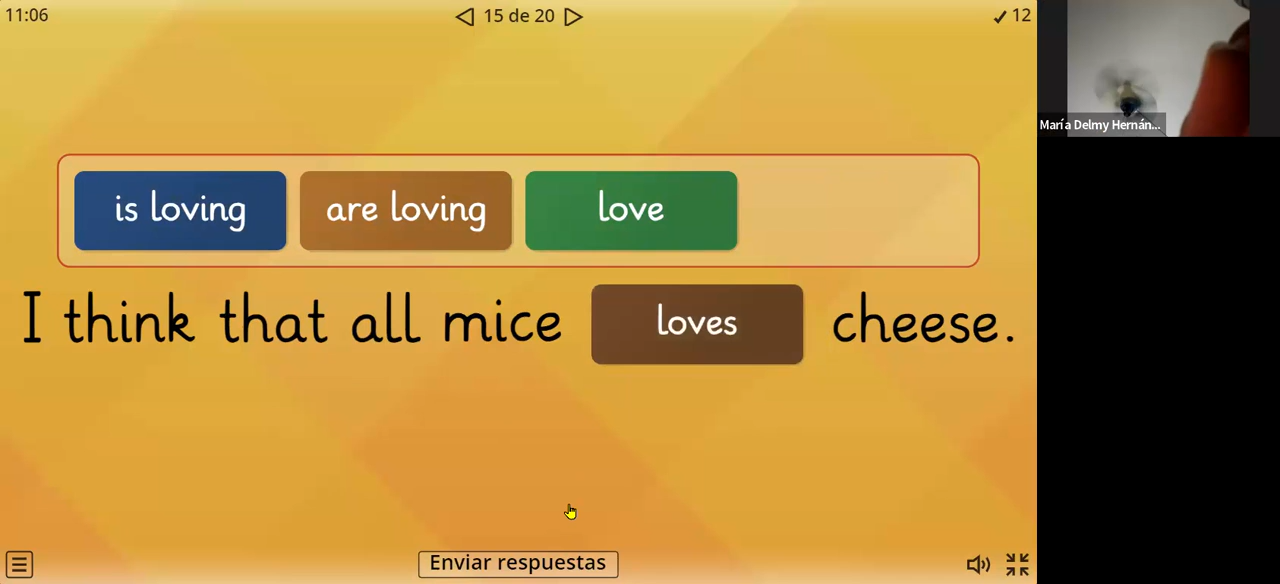 11:06 15 de 20 12
María Delmy Hernán...
is loving are loving love
I think that all mice loves cheese.
Enviar respuestas